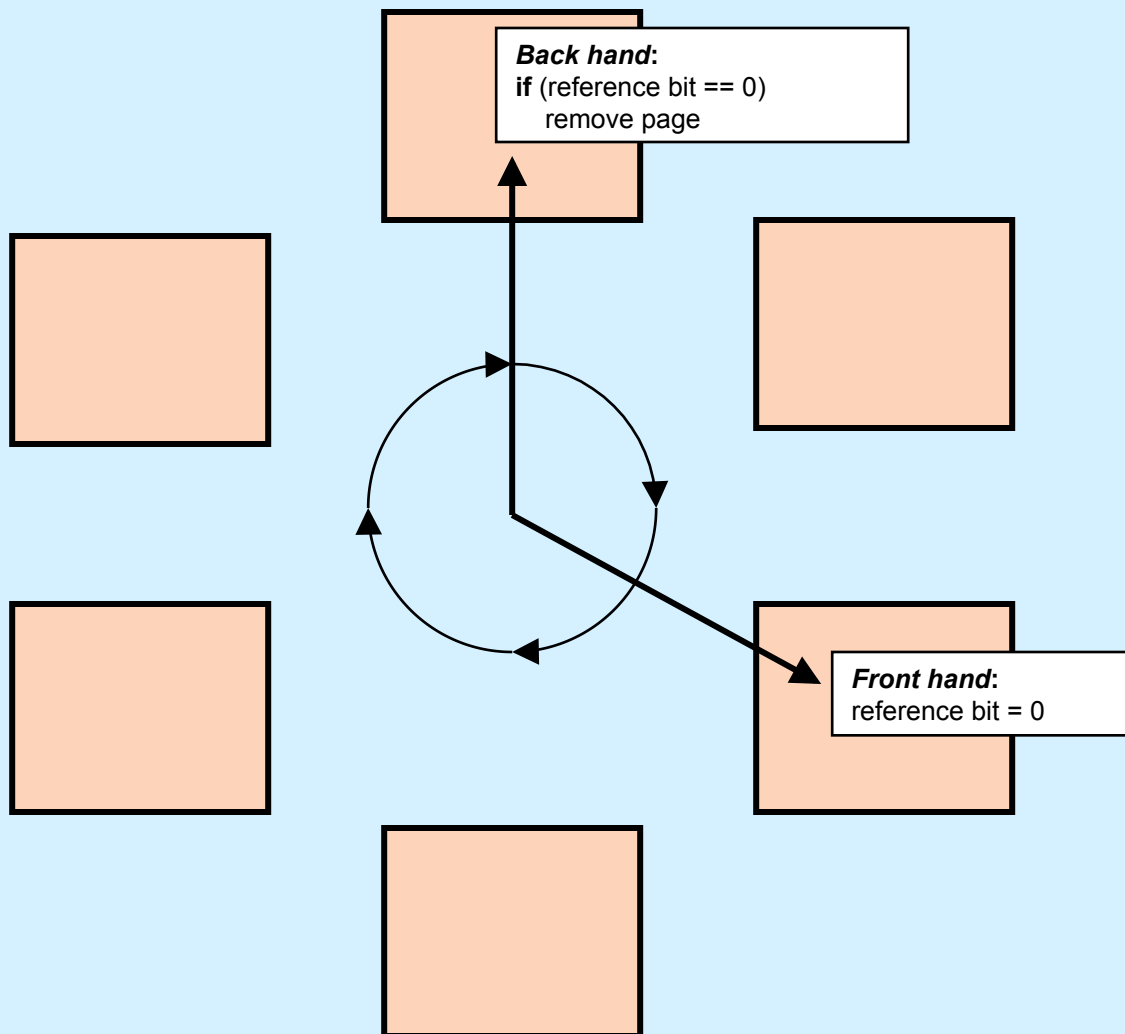 Back hand:
if (reference bit == 0)
remove page
Front hand:
reference bit = 0